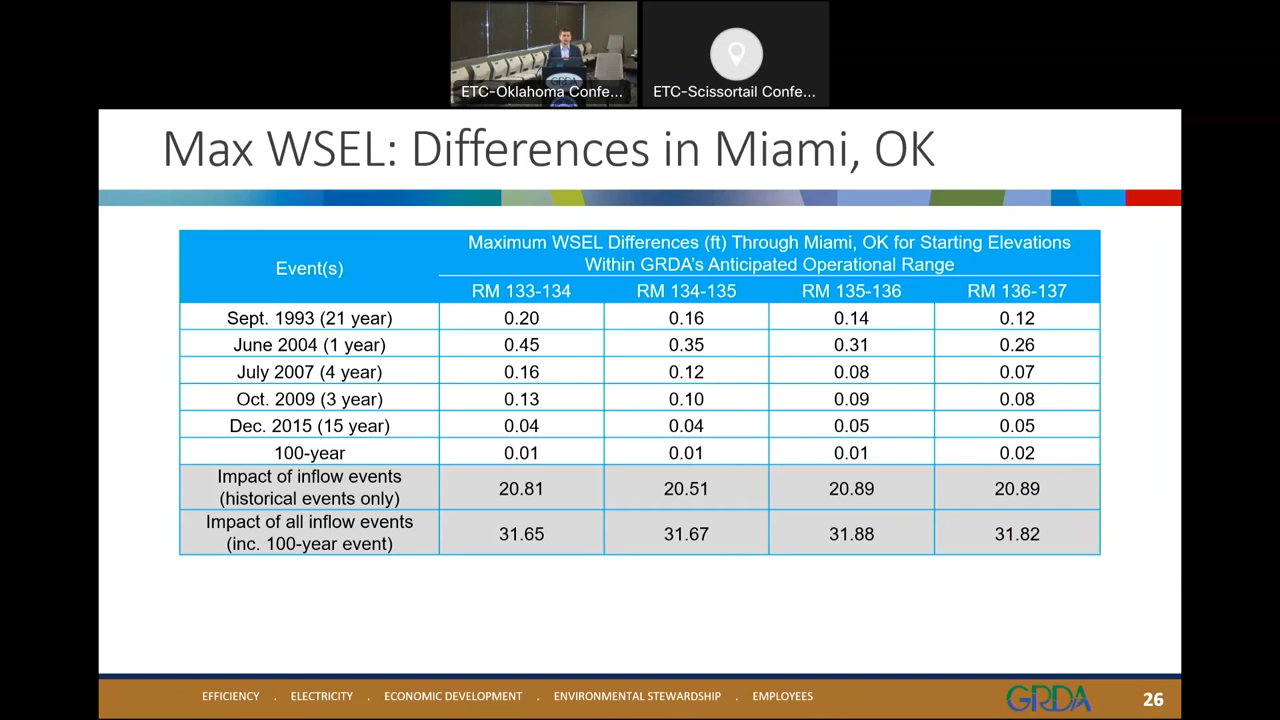 GRDA
ETC-Oklahoma Confe...
ETC-Scissortail Confe...
Max WSEL: Differences in Miami, OK
Event(s)
Maximum WSEL Differences (ft) Through Miami, OK for Starting Elevations
Within GRDA's Anticipated Operational Range
RM 133-134 RM 134-135 RM 135-136 RM 136-137
Sept. 1993 (21 year) 0.20 0.16 0.14 0.12
June 2004 (1 year) 0.45 0.35 0.31 0.26
July 2007 (4 year) 0.16 0.12 0.08 0.07
Oct. 2009 (3 year) 0.13 0.10 0.09 0.08
Dec. 2015 (15 year) 0.04 0.04 0.05 0.05
100-year 0.01 0.01 0.01 0.02
Impact of inflow events
(historical events only) 20.81 20.51 20.89 20.89
Impact of all inflow events
(inc. 100-year event) 31.65 31.67 31.88 31.82
EFFICIENCY . ELECTRICITY . ECONOMIC DEVELOPMENT . ENVIRONMENTAL STEWARDSHIP . EMPLOYEES
GRDA
26